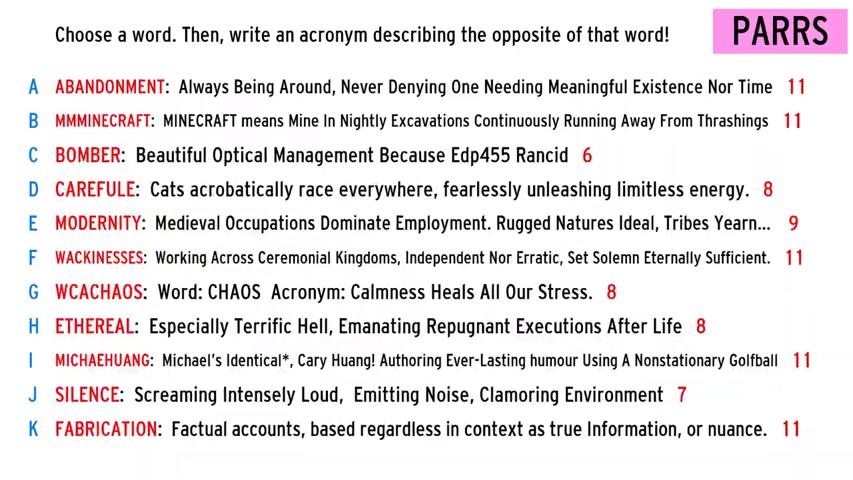 Choose a word. Then, write an acronym describing the opposite of that word!
PARRS
A ABANDONMENT: Always Being Around, Never Denying One Needing Meaningful Existence Nor Time 11
B MMMINECRAFT: MINECRAFT means Mine In Nightly Excavations Continuously Running Away From Thrashings 11
C BOMBER: Beautiful Optical Management Because Edp455 Rancid 6
D CAREFULE: Cats acrobatically race everywhere, fearlessly unleashing limitless energy. 8
E MODERNITY: Medieval Occupations Dominate Employment. Rugged Natures Ideal, Tribes Yearn... 9
F WACKINESSES: Working Across Ceremonial Kingdoms, Independent Nor Erratic, Set Solemn Eternally Sufficient. 11
G WCACHAOS: Word: CHAOS Acronym: Calmness Heals All Our Stress. 8
H ETHEREAL: Especially Terrific Hell, Emanating Repugnant Executions After Life 8
I MICHAEHUANG: Michael's Identical*, Cary Huang! Authoring Ever-Lasting humour Using A Nonstationary Golfball 11
J SILENCE: Screaming Intensely Loud, Emitting Noise, Clamoring Environment 7
K FABRICATION: Factual accounts, based regardless in context as true Information, or nuance. 11